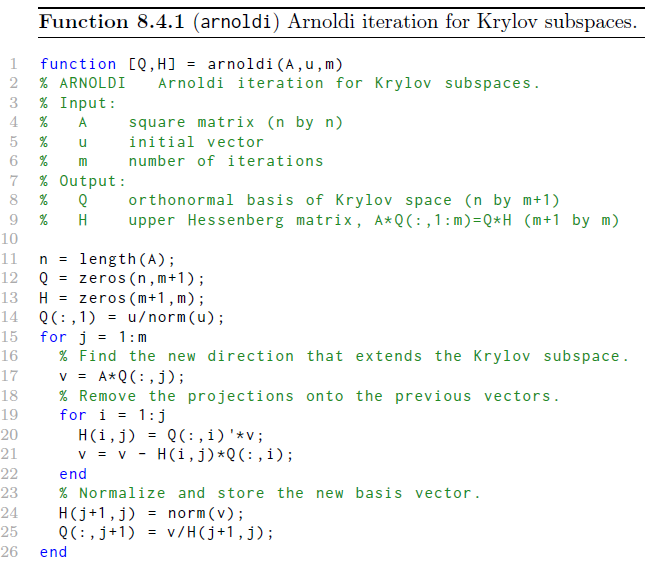 Function 8.4.1 (arnoldi) Arnoldi iteration for Krylov subspaces.
1 function [Q,H] = arnoldi(A,u,m)
2 % ARNOLDI   Arnoldi iteration for Krylov subspaces.
3 % Input:
4 %   A    square matrix (n by n)
5 %   u    initial vector
6 %   m    number of iterations
7 % Output:
8 %   Q    orthonormal basis of Krylov space (n by m+1)
9 %   H    upper Hessenberg matrix, A*Q(:,1:m)=Q*H (m+1 by m)
10
11 n = length(A);
12 Q = zeros(n,m+1);
13 H = zeros(m+1,m);
14 Q(:,1) = u/norm(u);
15 for j = 1:m
16   % Find the new direction that extends the Krylov subspace.
17   v = A*Q(:,j);
18   % Remove the projections onto the previous vectors.
19   for i = 1:j
20     H(i,j) = Q(:,i)'*v;
21     v = v - H(i,j)*Q(:,i);
22   end
23   % Normalize and store the new basis vector.
24   H(j+1,j) = norm(v);
25   Q(:,j+1) = v/H(j+1,j);
26 end